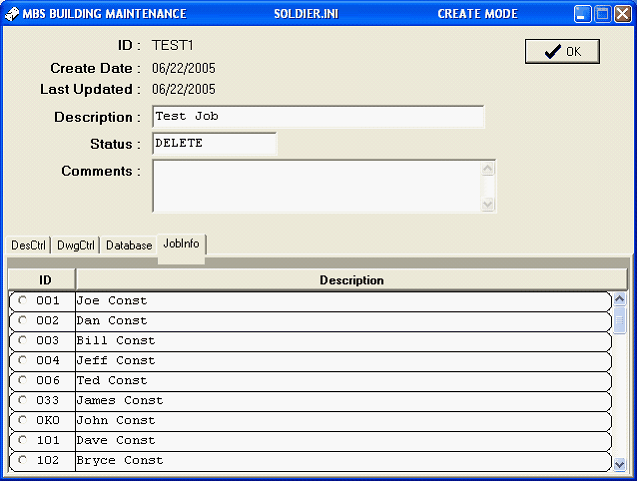 MBS BUILDING MAINTENANCE SOLDIER.INI CREATE MODE
ID : TEST1
OK
Create Date : 06/22/2005
Last Updated : 06/22/2005
Description : Test Job
Status : DELETE
Comments :
DesCtrl DwgCtrl Database JobInfo
ID Description
001 Joe Const
002 Dan Const
003 Bill Const
004 Jeff Const
006 Ted Const
033 James Const
0K0 John Const
101 Dave Const
102 Bryce Const